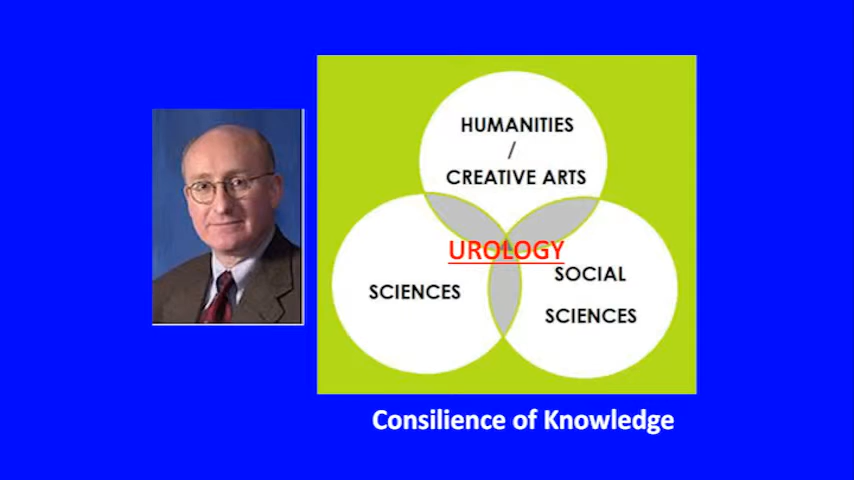 HUMANITIES
/
CREATIVE ARTS
UROLOGY
SCIENCES
SOCIAL
SCIENCES
Consilience of Knowledge